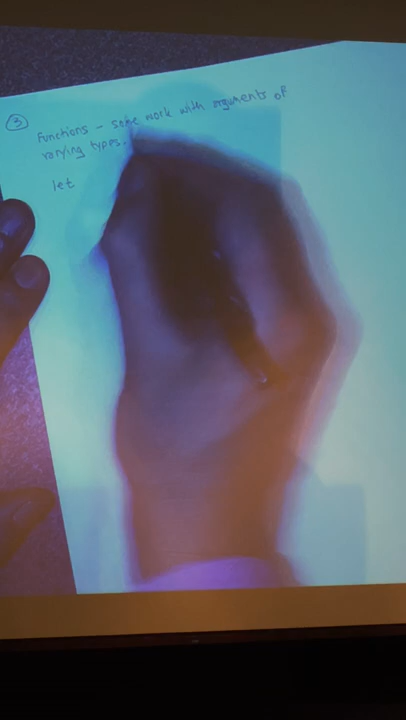 ③ Functions - some work with arguments of
varying types.
let